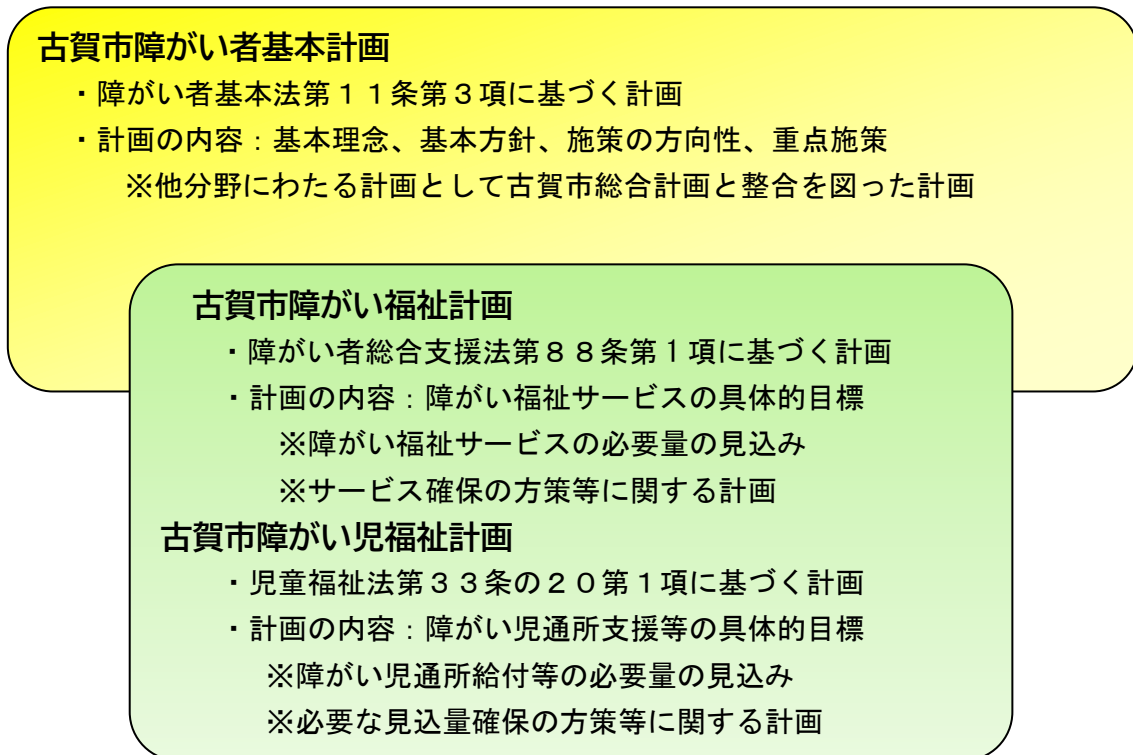 古賀市障がい者基本計画
・障がい者基本法第１１条第３項に基づく計画
・計画の内容：基本理念、基本方針、施策の方向性、重点施策
※他分野にわたる計画として古賀市総合計画と整合を図った計画
古賀市障がい福祉計画
・障がい者総合支援法第８８条第１項に基づく計画
・計画の内容：障がい福祉サービスの具体的目標
※障がい福祉サービスの必要量の見込み
※サービス確保の方策等に関する計画
古賀市障がい児福祉計画
・児童福祉法第３３条の２０第１項に基づく計画
・計画の内容：障がい児通所支援等の具体的目標
※障がい児通所給付等の必要量の見込み
※必要な見込量確保の方策等に関する計画